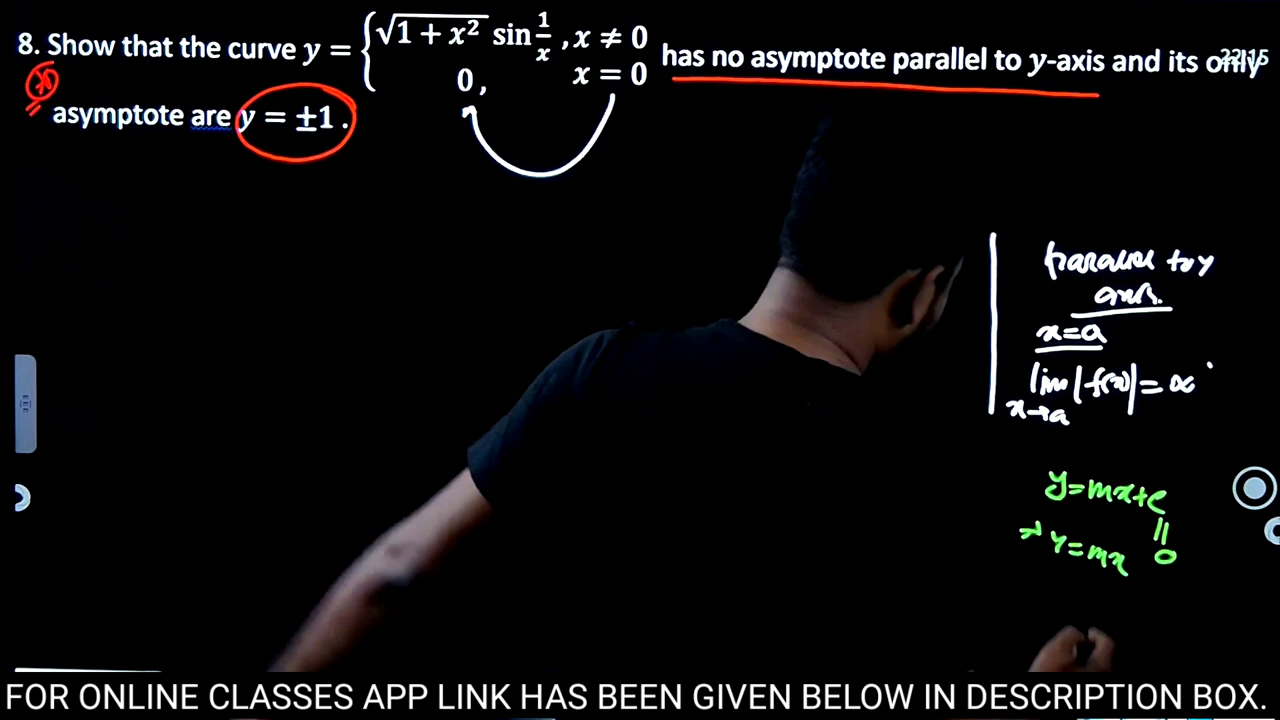 8. Show that the curve y = { √1 + x² sin 1/x , x ≠ 0
0, x = 0
has no asymptote parallel to y-axis and its only
22:15
asymptote are y = ±1 .
parallel to y
axis.
x=a
lim |f(x)| = ∞
x→a
y=mx+c
||
⇒ y=mx 0
FOR ONLINE CLASSES APP LINK HAS BEEN GIVEN BELOW IN DESCRIPTION BOX.